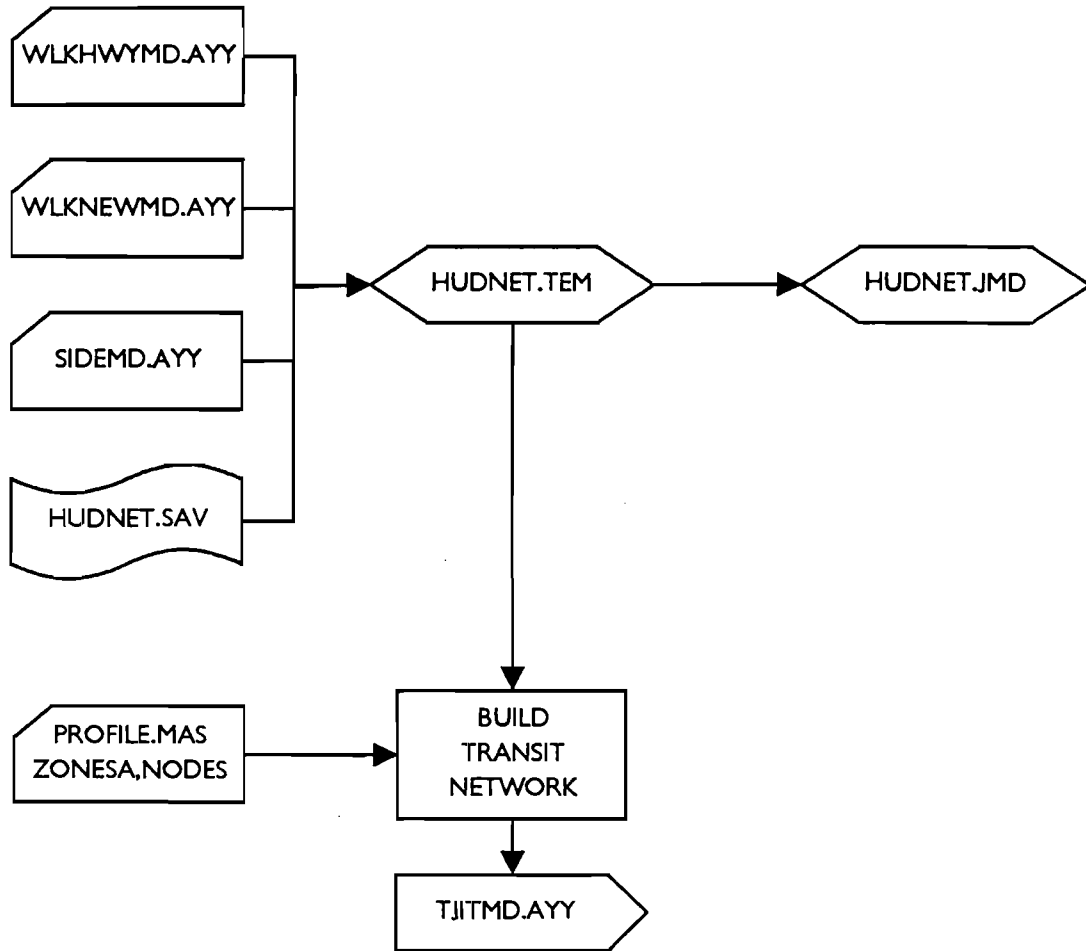 WLKHWYMD.AYY
WLKNEWMD.AYY
SIDEMD.AYY
HUDNET.SAV
HUDNET.TEM
HUDNET.JMD
PROFILE.MAS
ZONESA,NODES
BUILD
TRANSIT
NETWORK
TJITMD.AYY